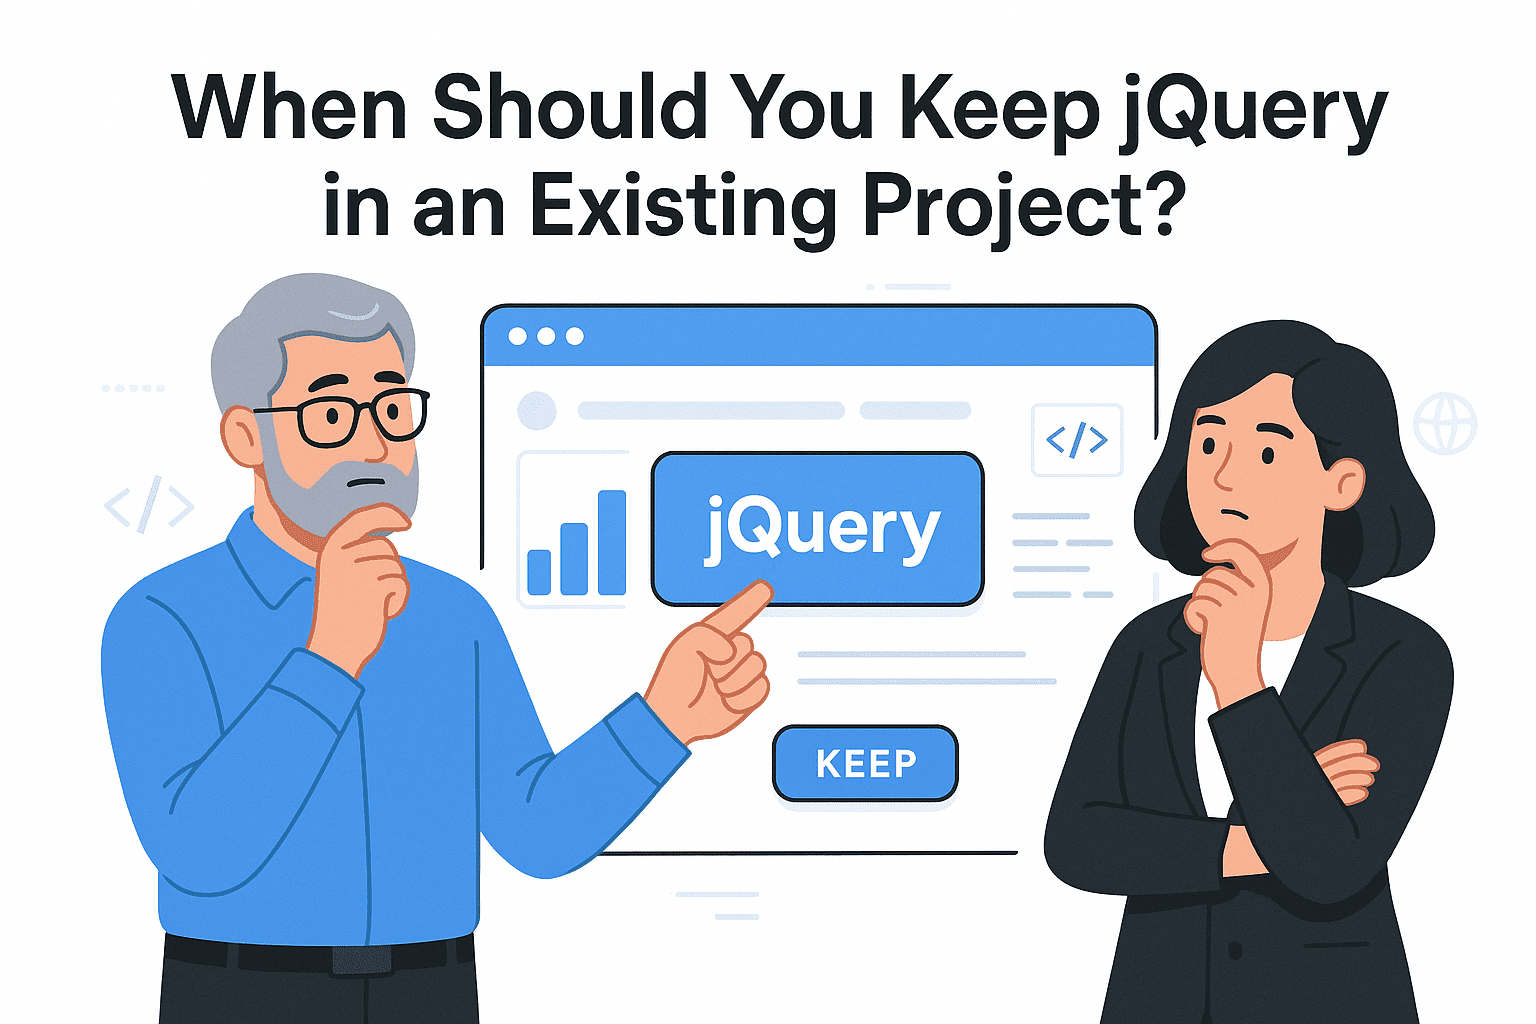 When Should You Keep jQuery
in an Existing Project?
</>
jQuery
</>
KEEP